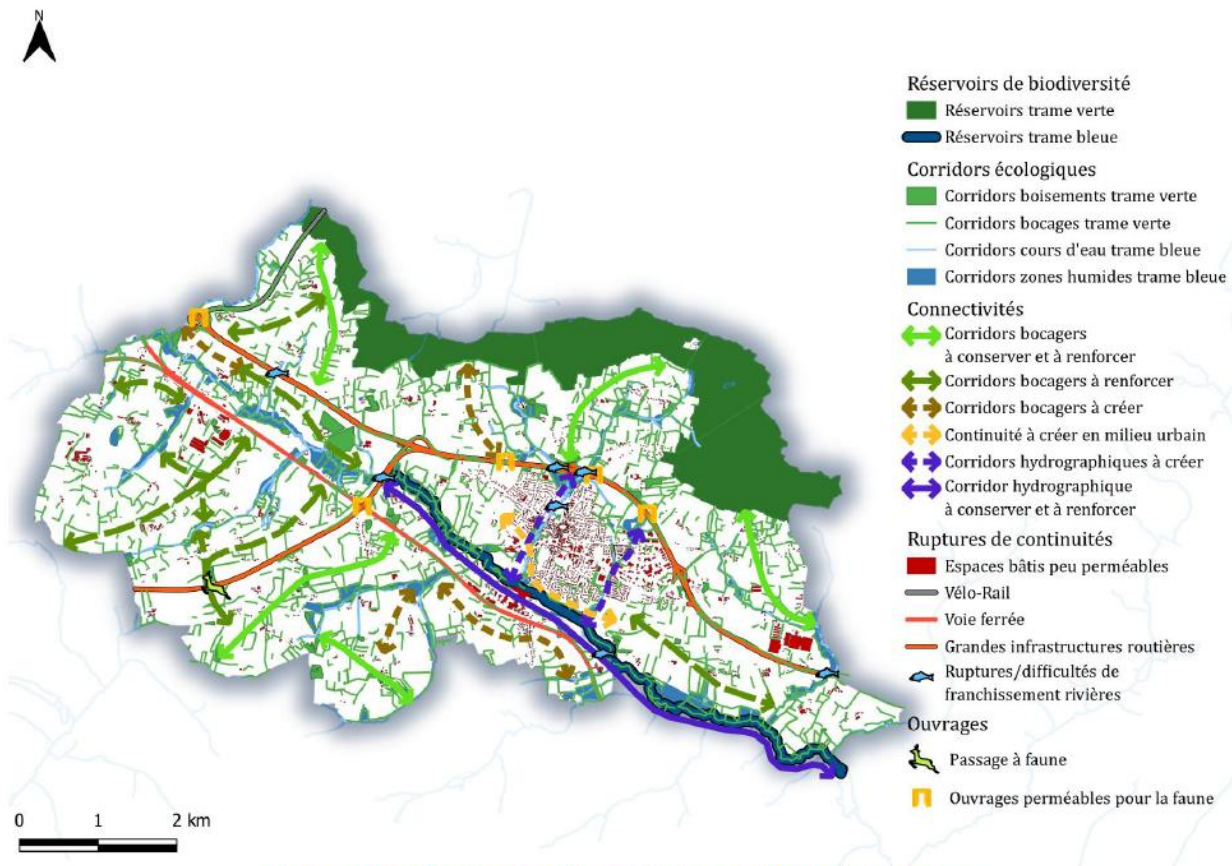 N
Réservoirs de biodiversité
Réservoirs trame verte
Réservoirs trame bleue
Corridors écologiques
Corridors boisements trame verte
Corridors bocages trame verte
Corridors cours d'eau trame bleue
Corridors zones humides trame bleue
Connectivités
Corridors bocagers
à conserver et à renforcer
Corridors bocagers à renforcer
Corridors bocagers à créer
Continuité à créer en milieu urbain
Corridors hydrographiques à créer
Corridor hydrographique
à conserver et à renforcer
Ruptures de continuités
Espaces bâtis peu perméables
Vélo-Rail
Voie ferrée
Grandes infrastructures routières
Ruptures/difficultés de
franchissement rivières
Ouvrages
Passage à faune
Ouvrages perméables pour la faune
0 1 2 km